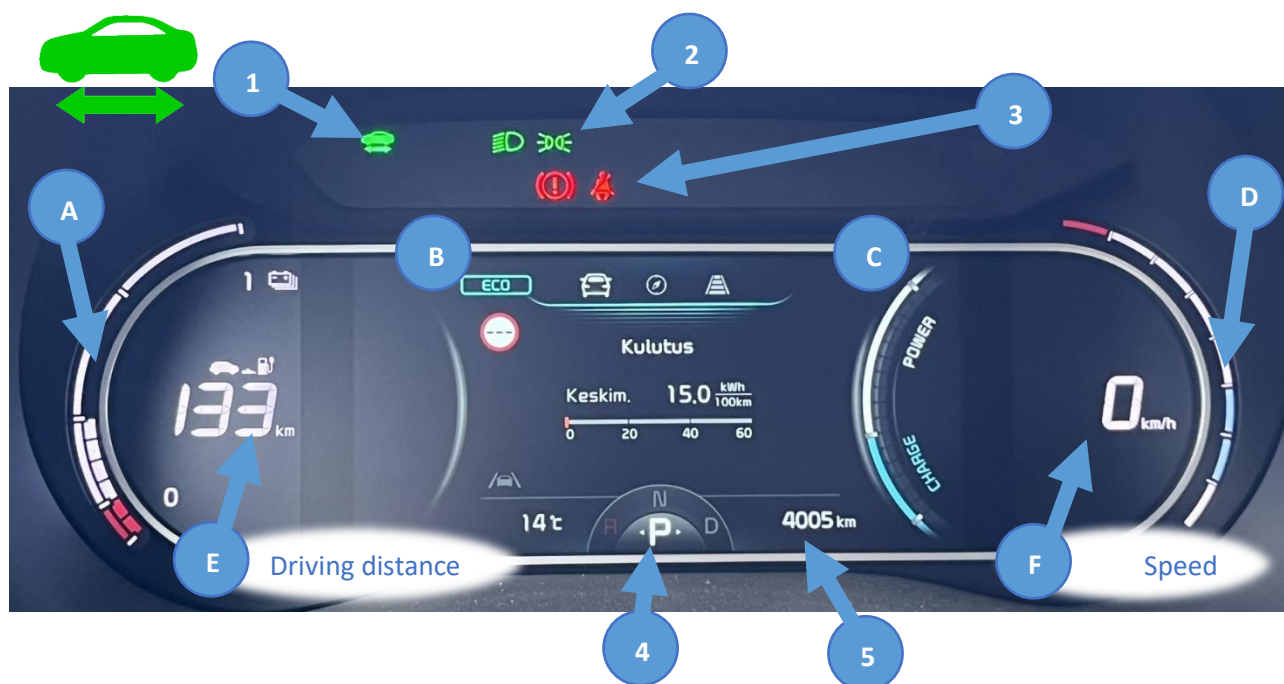 1
2
3
A
D
B
C
1
ECO
---
Kulutus
POWER
Keskim. 15.0 kWh/100km
133 km
0 km/h
0 20 40 60
CHARGE
0
N
14℃ R P D 4005 km
E
Driving distance
F
Speed
4
5